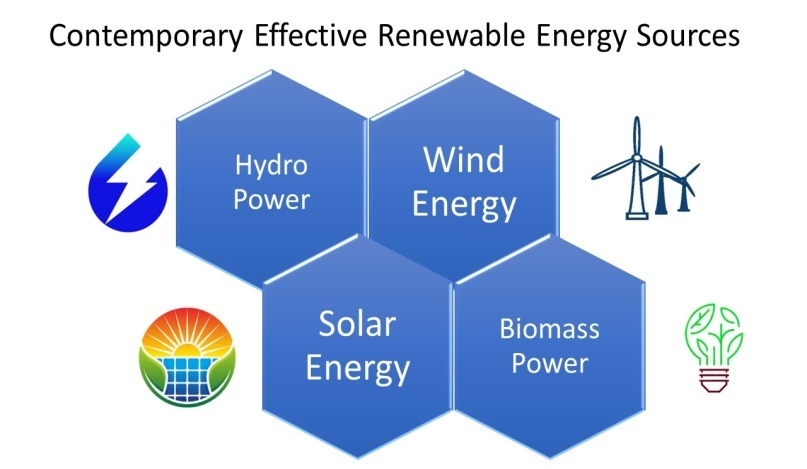 Contemporary Effective Renewable Energy Sources
Hydro
Power
Wind
Energy
Solar
Energy
Biomass
Power